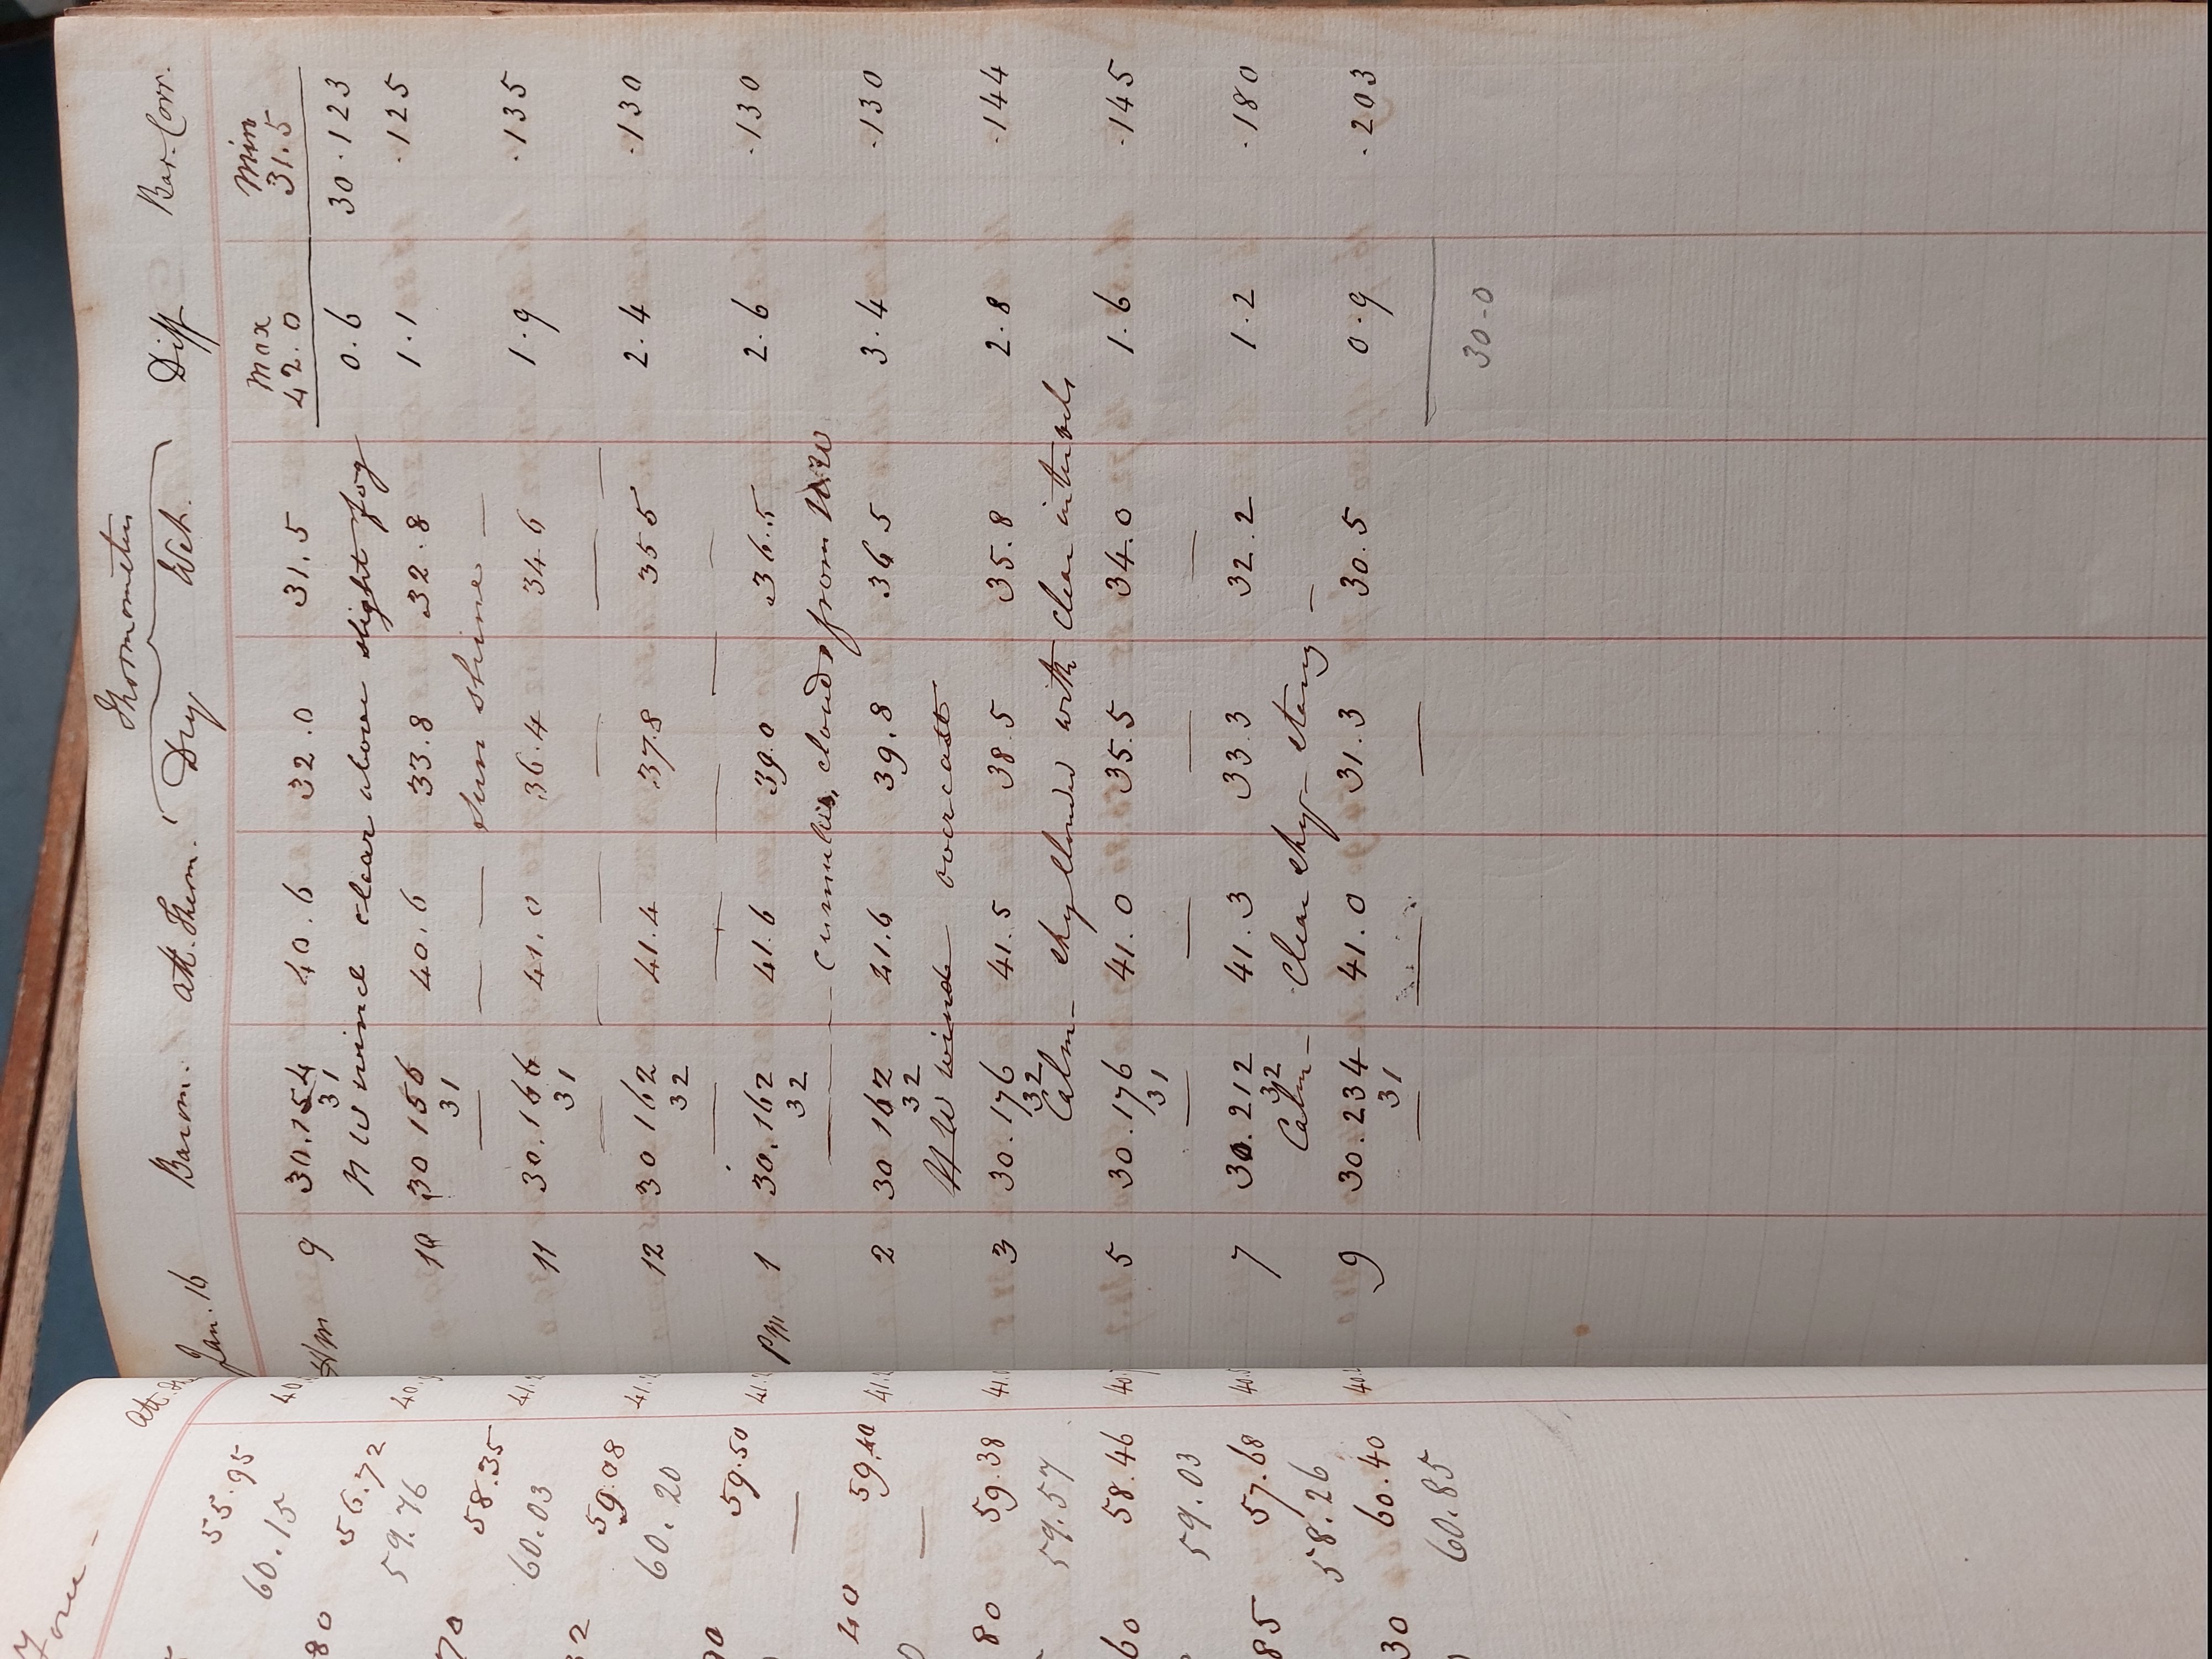 55.95
60.15
80 56.72
59.76
70 58.35
60.03
32 59.08
60.20
90 59.50
40 59.40
80 59.38
59.57
60 58.46
59.03
85 57.68
58.26
30 60.40
60.85
Thermometers
Jan. 16 Barom. Att. Therm. Dry Wet. Diff Bar. Corr.
Max Min
42.0 31.5
Am 9 30.154 40.6 32.0 31.5
31
N W wind clear above slight fog 0.6 30.123
10 30 156 40.6 33.8 32.8 1.1 .125
31
— — — Sun shine —
11 30.166 41.0 36.4 34 6 1.9 .135
31
— — — — — —
12 30 162 41.4 37.8 35 5 2.4 .130
32
— — — — —
Pm 1 30.162 41.6 39.0 36.5 2.6 .130
32
— — — cumulus, clouds from N.W
2 30 162 41.6 39.8 36 5 3.4 .130
32
N W wind overcast
3 30.176 41.5 38.5 35.8 2.8 .144
32
Calm – sky clouded with clear intervals
5 30.176 41.0 35.5 34.0 1.6 .145
31
— — — —
7 30.212 41.3 33.3 32.2 1.2 .180
32
Calm – Clear sky – starry –
9 30.234 41.0 31.3 30.5 0.9 .203
31
— — —
30-0